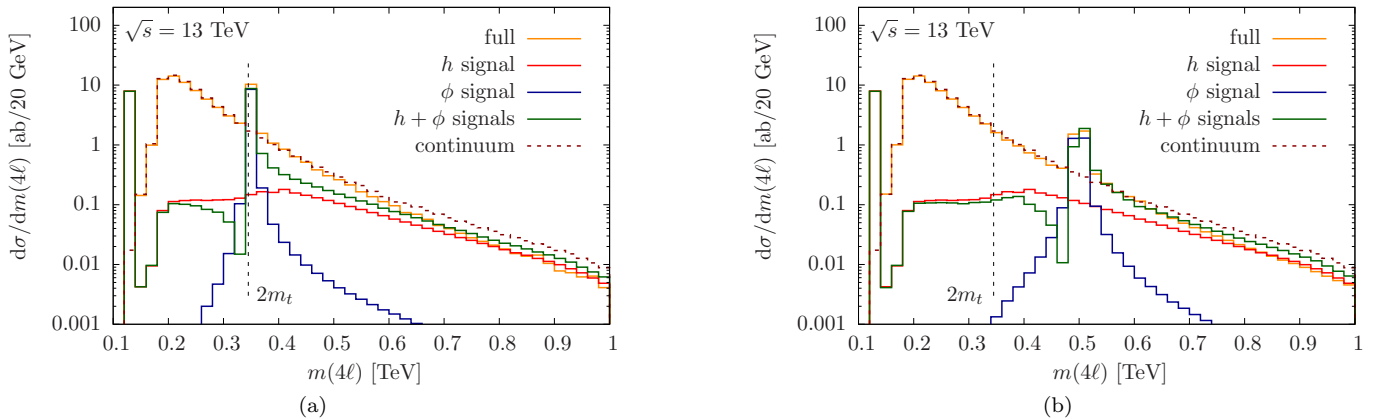 100
10
1
0.1
0.01
0.001
dσ/dm(4ℓ) [ab/20 GeV]
√s = 13 TeV
full
h signal
ϕ signal
h + ϕ signals
continuum
2mₜ
0.1 0.2 0.3 0.4 0.5 0.6 0.7 0.8 0.9 1
m(4ℓ) [TeV]
(a)
100
10
1
0.1
0.01
0.001
dσ/dm(4ℓ) [ab/20 GeV]
√s = 13 TeV
full
h signal
ϕ signal
h + ϕ signals
continuum
2mₜ
0.1 0.2 0.3 0.4 0.5 0.6 0.7 0.8 0.9 1
m(4ℓ) [TeV]
(b)